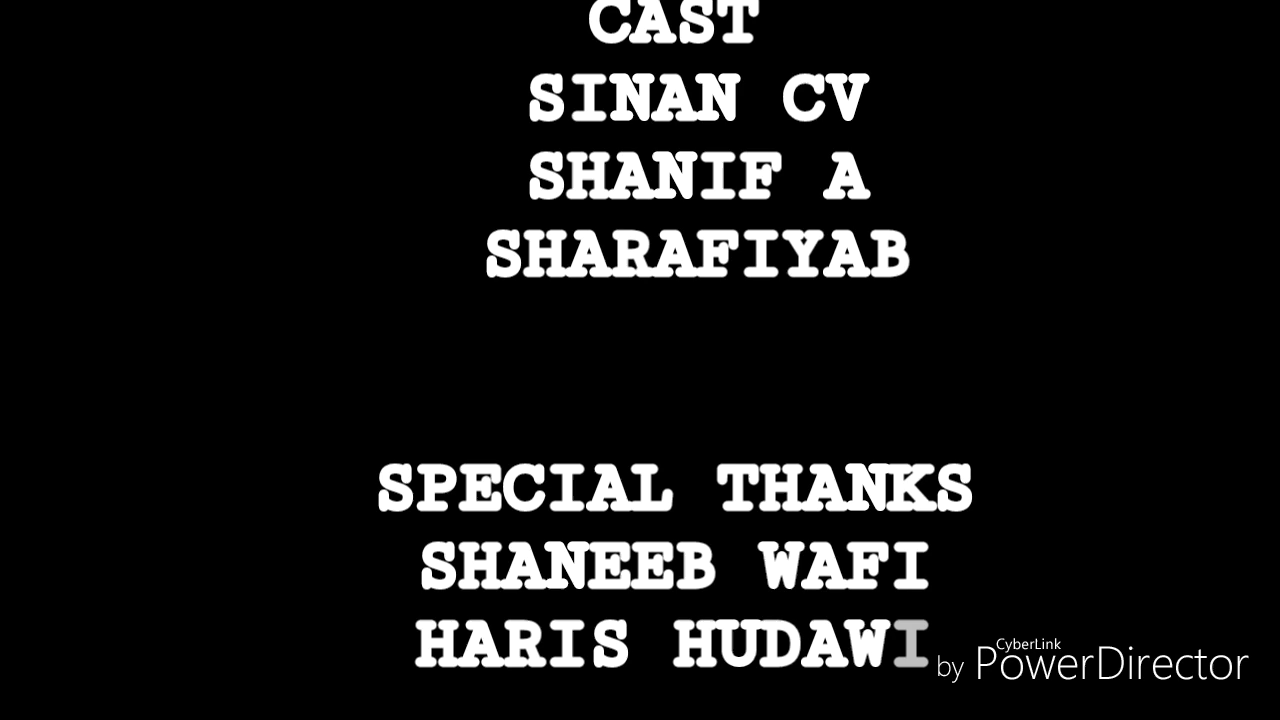 CAST
SINAN CV
SHANIF A
SHARAFIYAB
SPECIAL THANKS
SHANEEB WAFI
HARIS HUDAWI
by CyberLink PowerDirector